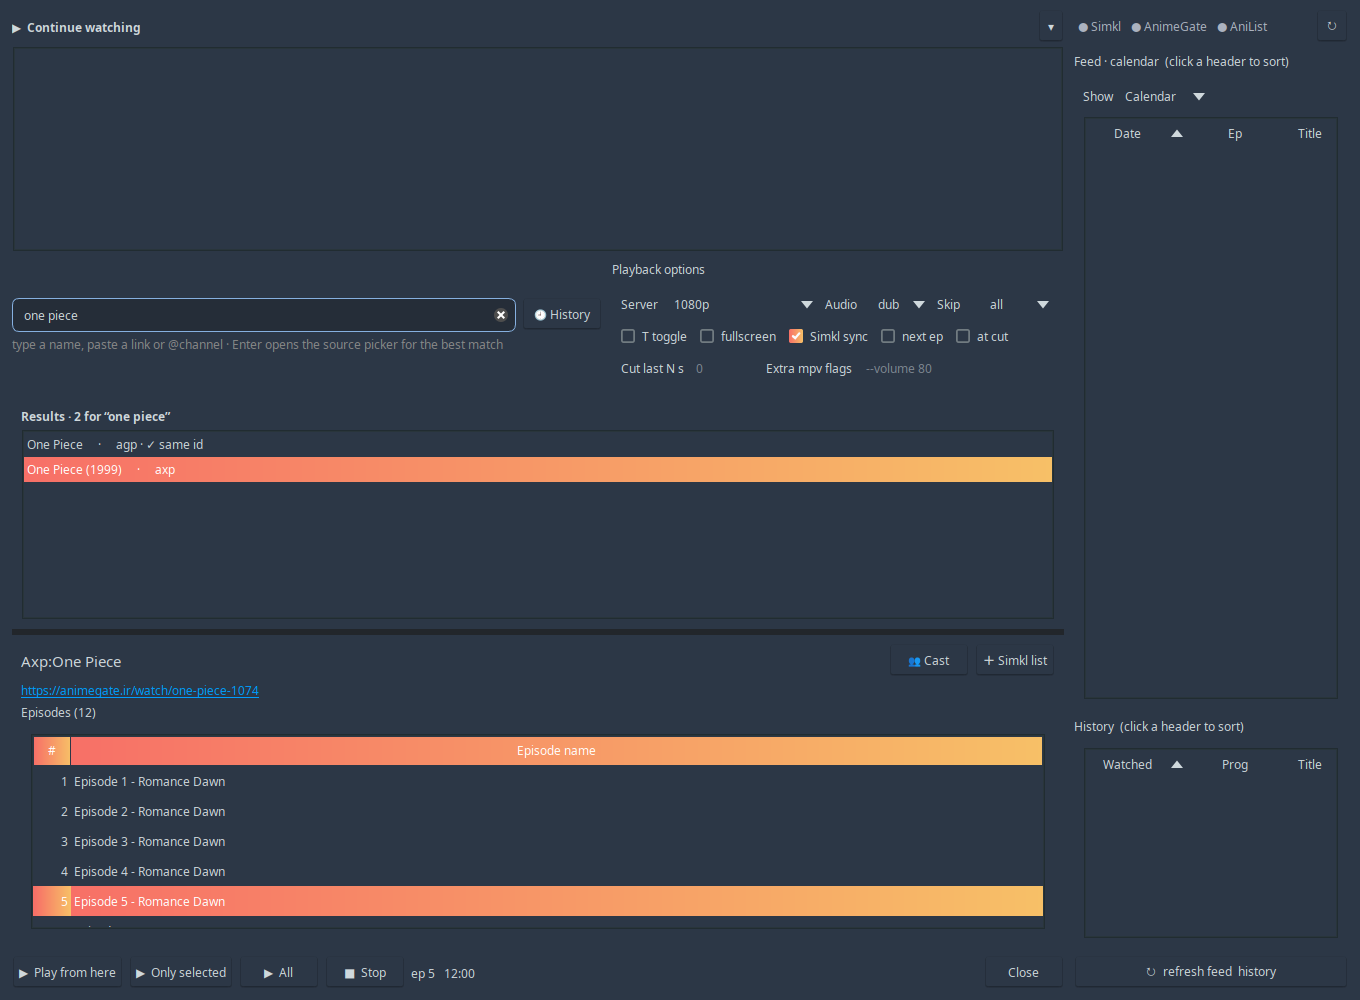 ▶ Continue watching
▼
● Simkl ● AnimeGate ● AniList
↻
Feed · calendar (click a header to sort)
Show Calendar
Date Ep Title
Playback options
one piece
🕘 History
type a name, paste a link or @channel · Enter opens the source picker for the best match
Server 1080p Audio dub Skip all
T toggle fullscreen Simkl sync next ep at cut
Cut last N s 0 Extra mpv flags --volume 80
Results · 2 for “one piece”
One Piece · agp · ✓ same id
One Piece (1999) · axp
Axp:One Piece
👥 Cast
+ Simkl list
https://animegate.ir/watch/one-piece-1074
Episodes (12)
# Episode name
1 Episode 1 - Romance Dawn
2 Episode 2 - Romance Dawn
3 Episode 3 - Romance Dawn
4 Episode 4 - Romance Dawn
5 Episode 5 - Romance Dawn
History (click a header to sort)
Watched Prog Title
▶ Play from here ▶ Only selected ▶ All ■ Stop ep 5 12:00
Close
↻ refresh feed history